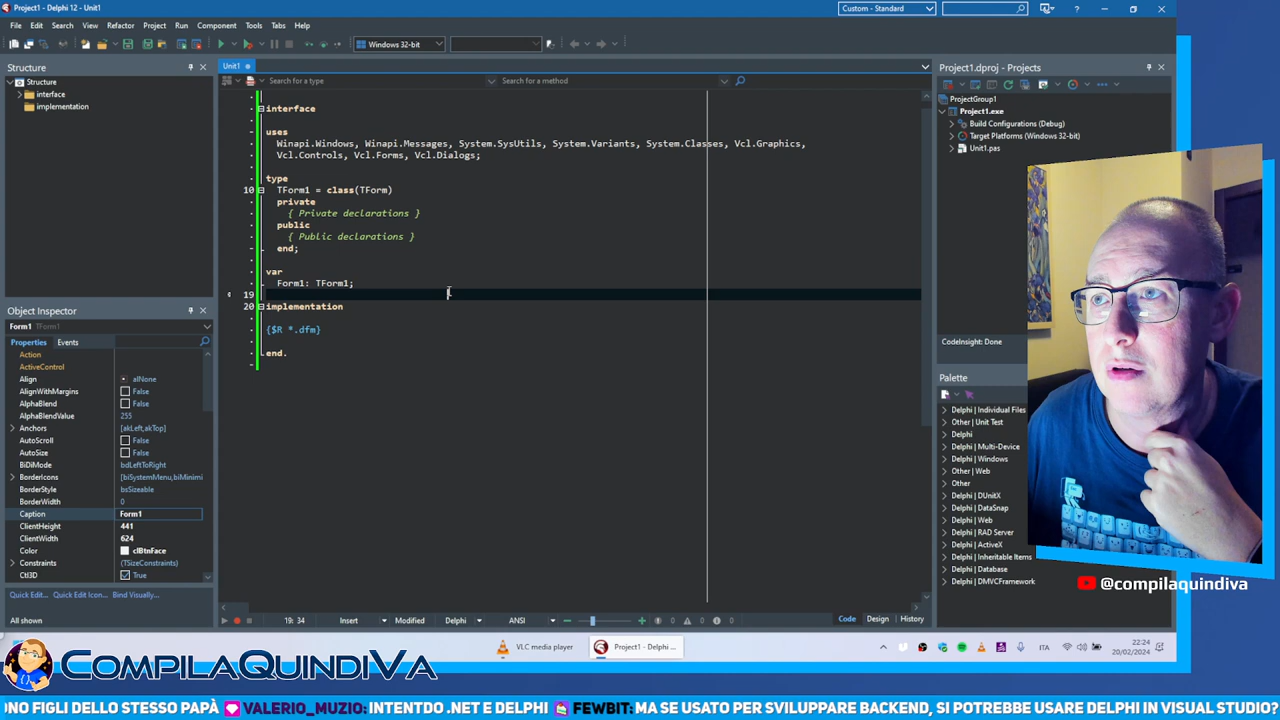 Project1 - Delphi 12 - Unit1
Custom - Standard
File Edit Search View Refactor Project Run Component Tools Tabs Help
Windows 32-bit
Structure
Structure
interface
implementation
Unit1
Search for a type
Search for a method
interface
uses
Winapi.Windows, Winapi.Messages, System.SysUtils, System.Variants, System.Classes, Vcl.Graphics,
Vcl.Controls, Vcl.Forms, Vcl.Dialogs;
type
10 TForm1 = class(TForm)
private
{ Private declarations }
public
{ Public declarations }
end;
var
Form1: TForm1;
19
20 implementation
{$R *.dfm}
end.
Object Inspector
Form1 TForm1
Properties Events
Action
ActiveControl
Align alNone
AlignWithMargins False
AlphaBlend False
AlphaBlendValue 255
Anchors [akLeft,akTop]
AutoScroll False
AutoSize False
BiDiMode bdLeftToRight
BorderIcons [biSystemMenu,biMinimi
BorderStyle bsSizeable
BorderWidth 0
Caption Form1
ClientHeight 441
ClientWidth 624
Color clBtnFace
Constraints (TSizeConstraints)
Ctl3D True
Quick Edit... Quick Edit Icon... Bind Visually...
All shown
19: 34 Insert Modified Delphi ANSI 0 0 0
Code Design History
Project1.dproj - Projects
ProjectGroup1
Project1.exe
Build Configurations (Debug)
Target Platforms (Windows 32-bit)
Unit1.pas
CodeInsight: Done
Palette
Delphi | Individual Files
Other | Unit Test
Delphi
Delphi | Multi-Device
Delphi | Windows
Other | Web
Other
Delphi | DUnitX
Delphi | DataSnap
Delphi | Web
Delphi | RAD Server
Delphi | ActiveX
Delphi | Inheritable Items
Delphi | Database
Delphi | DMVCFramework
@compilaquindiva
VLC media player
Project1 - Delphi ...
ITA
22:24
20/02/2024
CompilaQuindiVa
ONO FIGLI DELLO STESSO PAPÀ VALERIO_MUZIO: INTENTDO .NET E DELPHI FEWBIT: MA SE USATO PER SVILUPPARE BACKEND, SI POTREBBE USARE DELPHI IN VISUAL STUDIO?